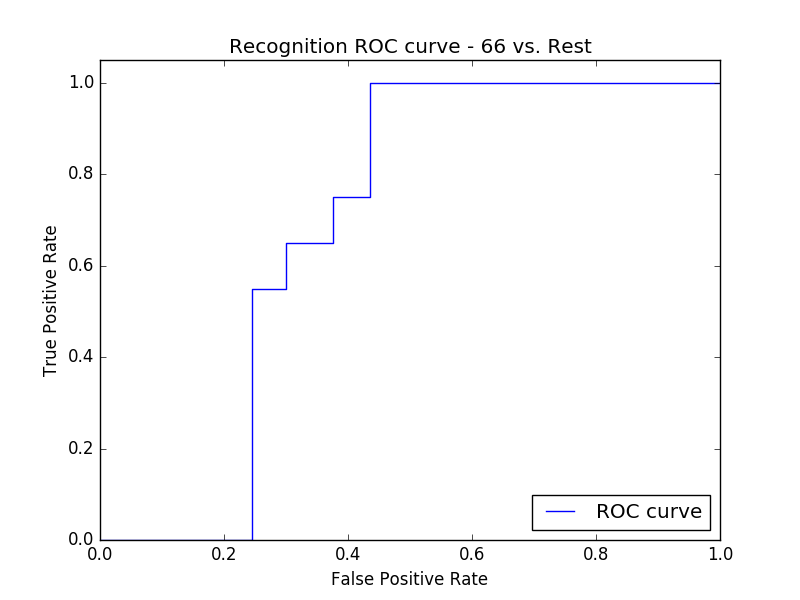 Recognition ROC curve - 66 vs. Rest
1.0
0.8
0.6
0.4
0.2
0.0
True Positive Rate
0.0 0.2 0.4 0.6 0.8 1.0
False Positive Rate
ROC curve